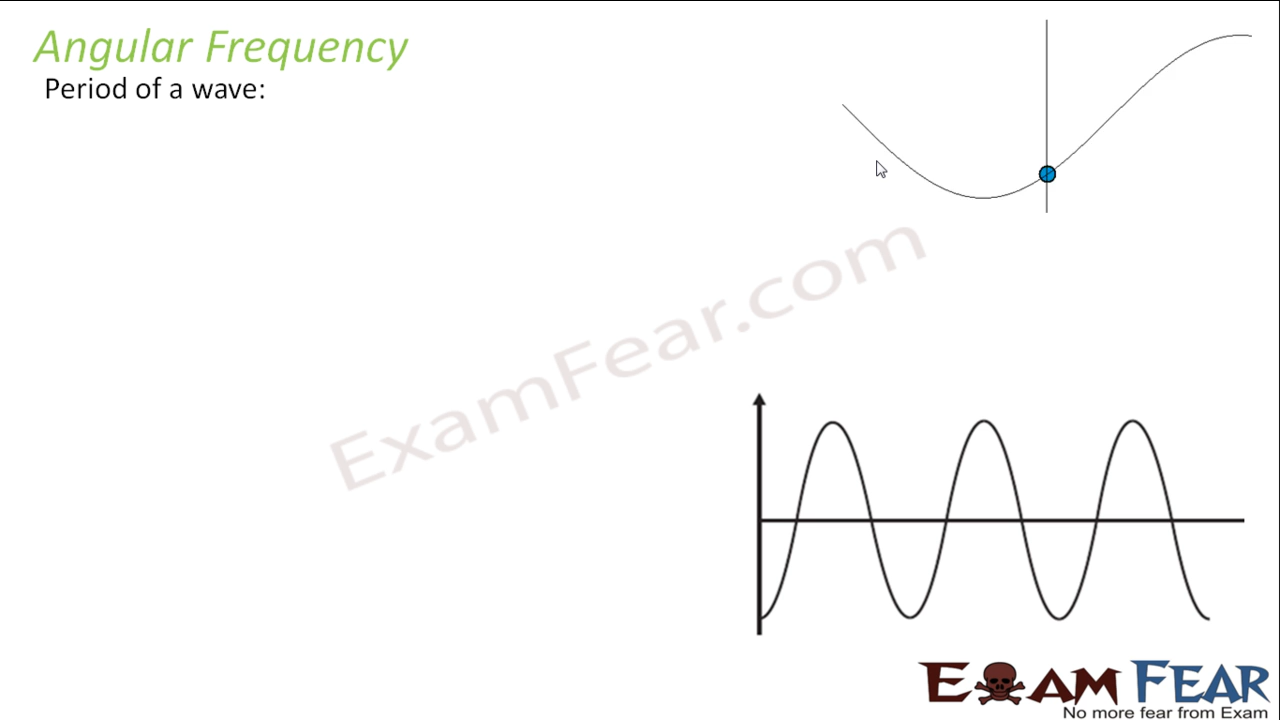 Angular Frequency
Period of a wave:
ExamFear.com
EXAM FEAR
No more fear from Exam